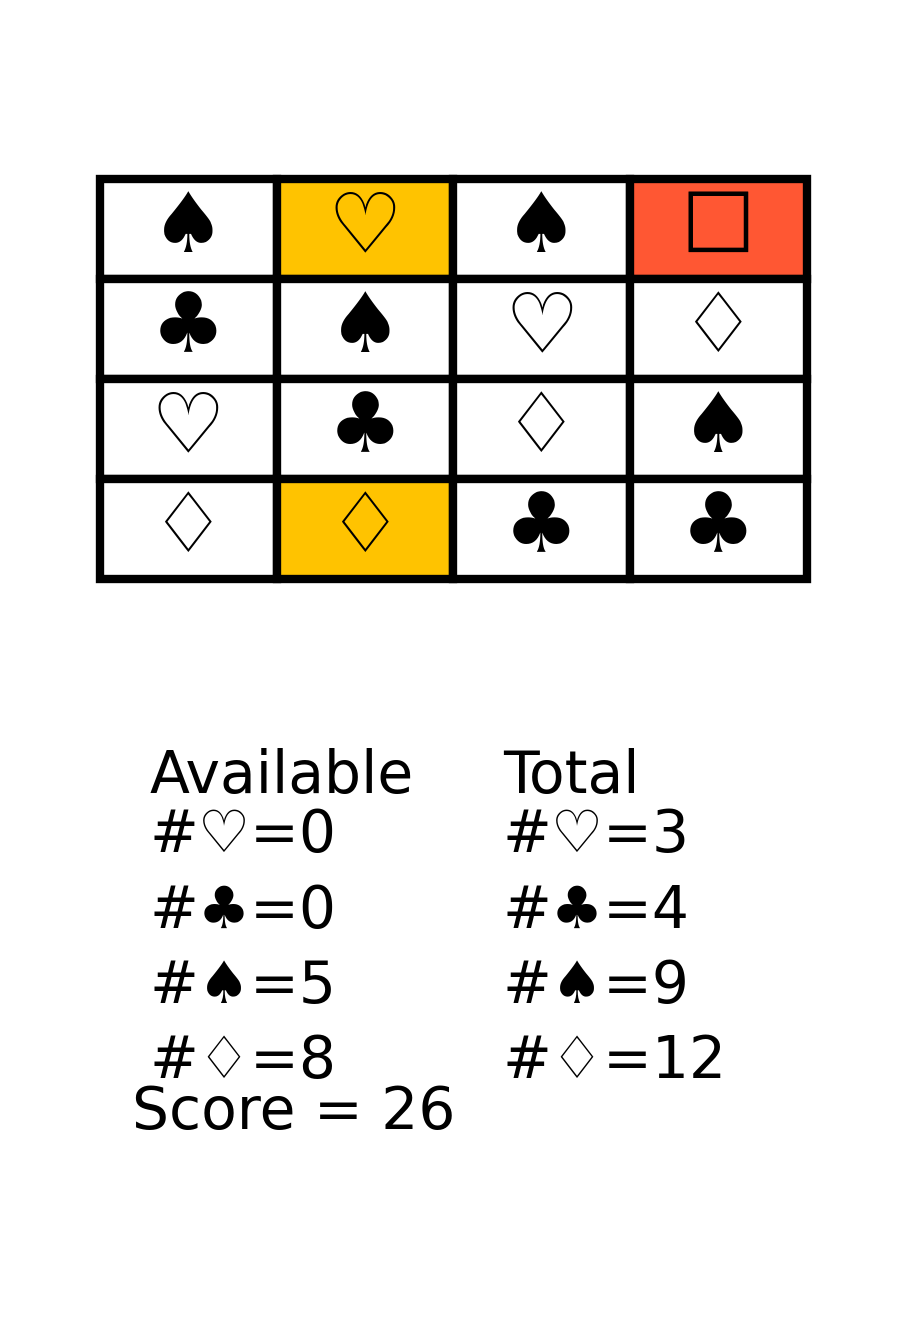 ♠ ♡ ♠ □
♣ ♠ ♡ ♢
♡ ♣ ♢ ♠
♢ ♢ ♣ ♣
Available Total
#♡=0 #♡=3
#♣=0 #♣=4
#♠=5 #♠=9
#♢=8 #♢=12
Score = 26